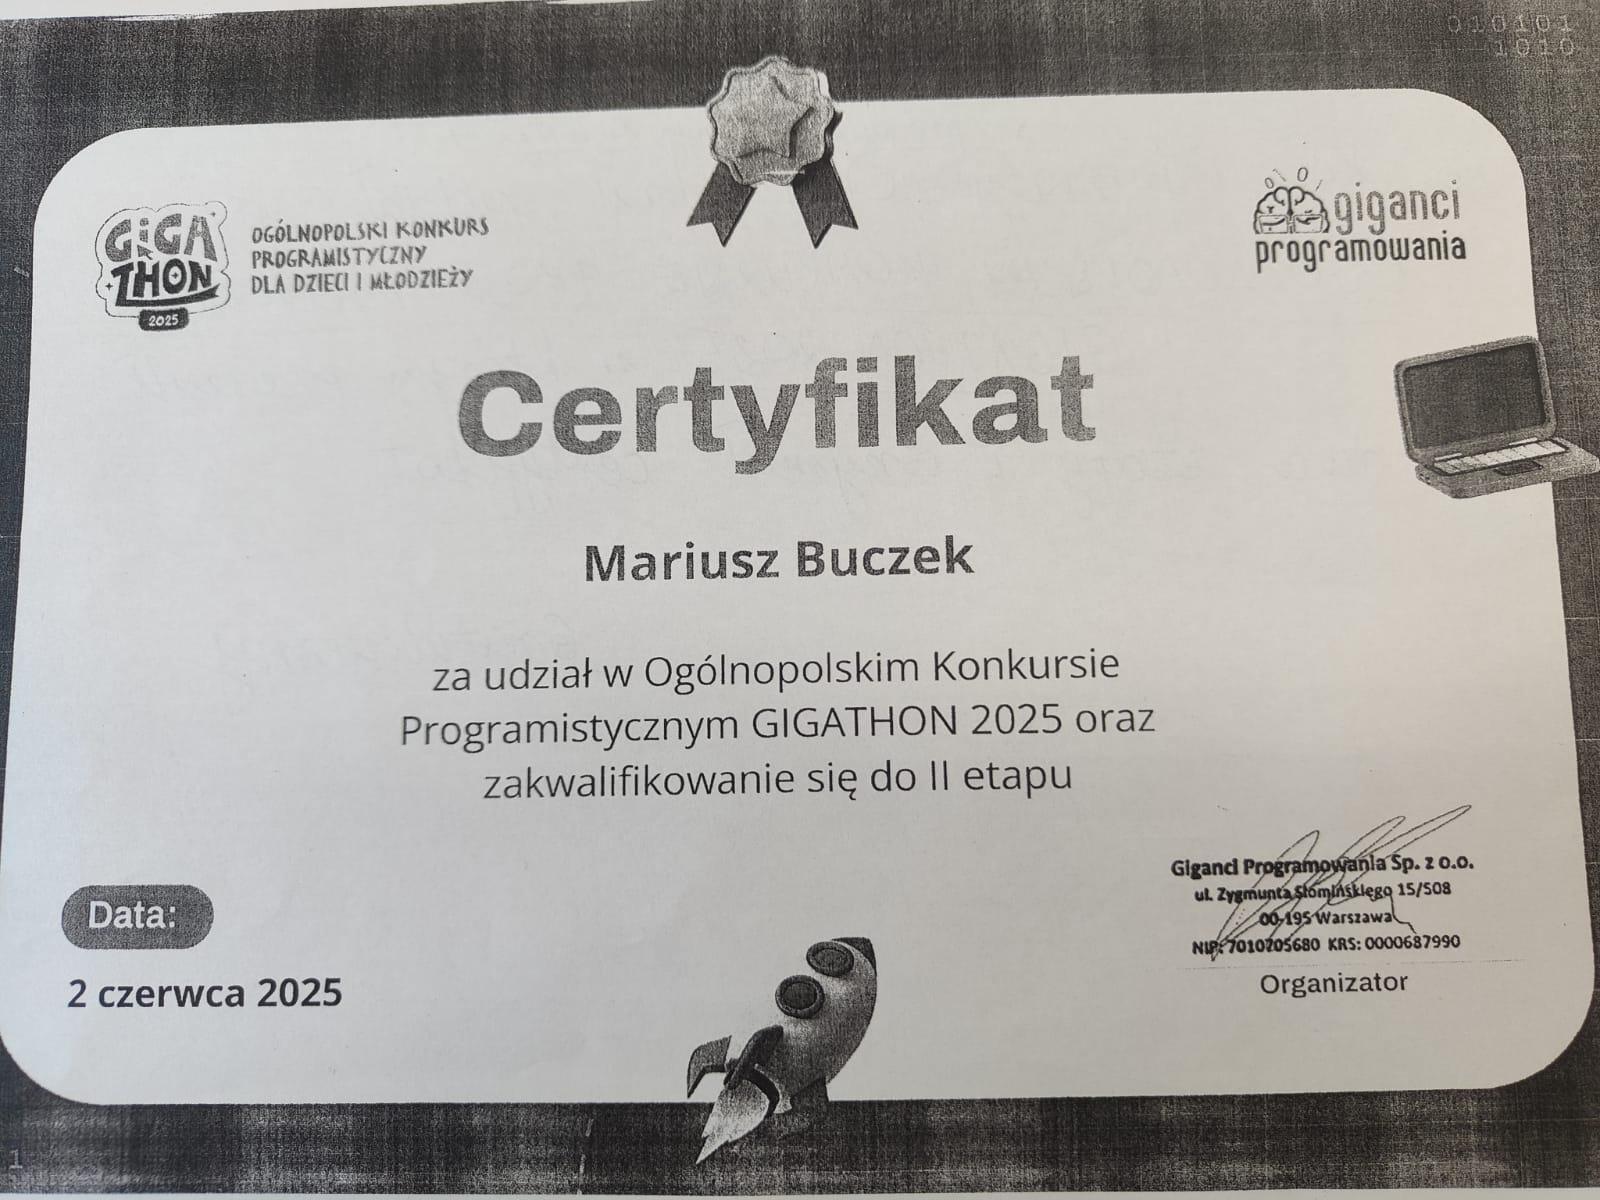 010101
1010
GIGA
THON
2025
OGÓLNOPOLSKI KONKURS
PROGRAMISTYCZNY
DLA DZIECI I MŁODZIEŻY
giganci
programowania
Certyfikat
Mariusz Buczek
za udział w Ogólnopolskim Konkursie
Programistycznym GIGATHON 2025 oraz
zakwalifikowanie się do II etapu
Data:
2 czerwca 2025
Giganci Programowania Sp. z o.o.
ul. Zygmunta Słomińskiego 15/508
00-195 Warszawa
NIP: 7010705680 KRS: 0000687990
Organizator
1